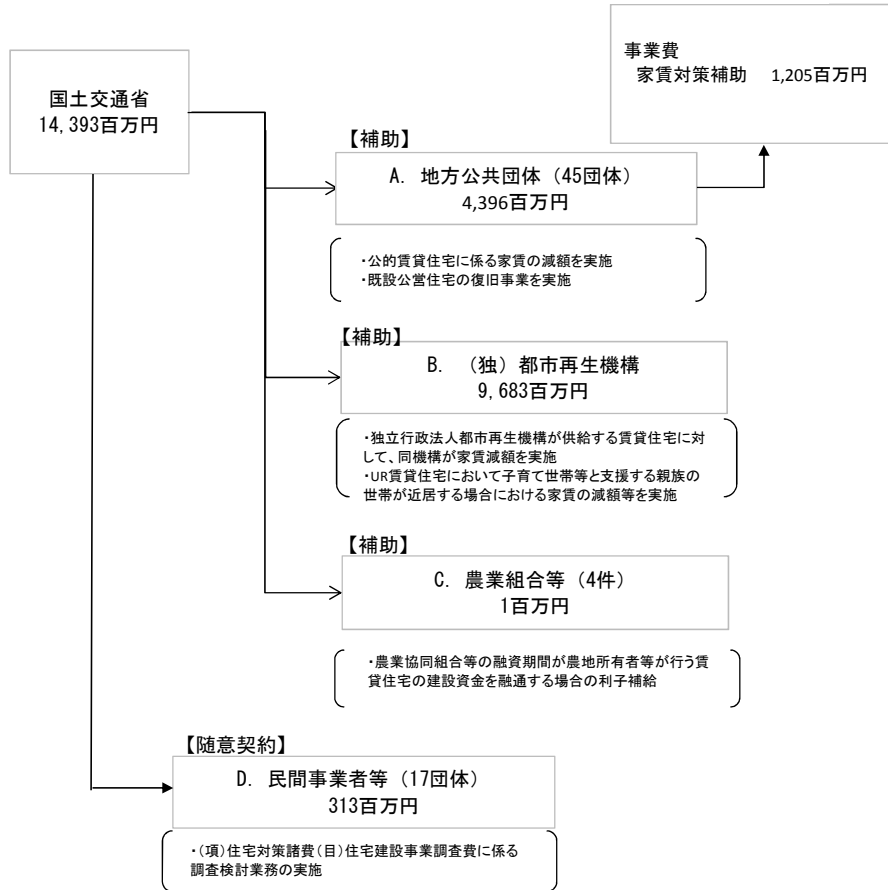 事業費
家賃対策補助 1,205百万円
国土交通省
14,393百万円
【補助】
A. 地方公共団体（45団体）
4,396百万円
・公的賃貸住宅に係る家賃の減額を実施
・既設公営住宅の復旧事業を実施
【補助】
B. （独）都市再生機構
9,683百万円
・独立行政法人都市再生機構が供給する賃貸住宅に対
して、同機構が家賃減額を実施
・UR賃貸住宅において子育て世帯等と支援する親族の
世帯が近居する場合における家賃の減額等を実施
【補助】
C. 農業組合等（4件）
1百万円
・農業協同組合等の融資期間が農地所有者等が行う賃
貸住宅の建設資金を融通する場合の利子補給
【随意契約】
D. 民間事業者等（17団体）
313百万円
・（項）住宅対策諸費（目）住宅建設事業調査費に係る
調査検討業務の実施